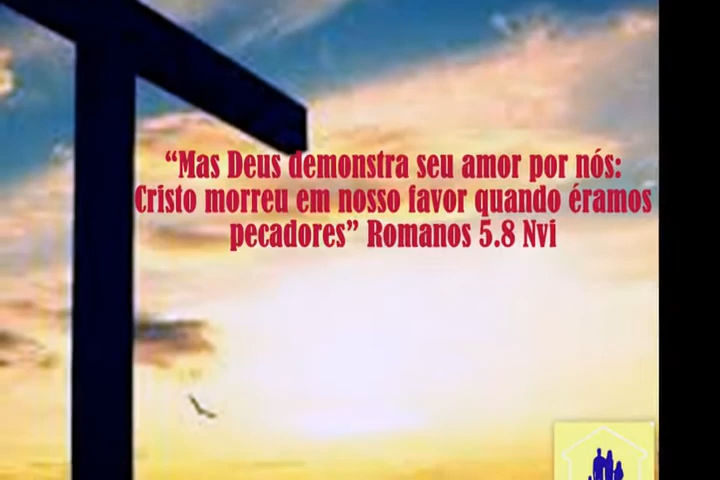 “Mas Deus demonstra seu amor por nós:
Cristo morreu em nosso favor quando éramos
pecadores” Romanos 5.8 Nvi